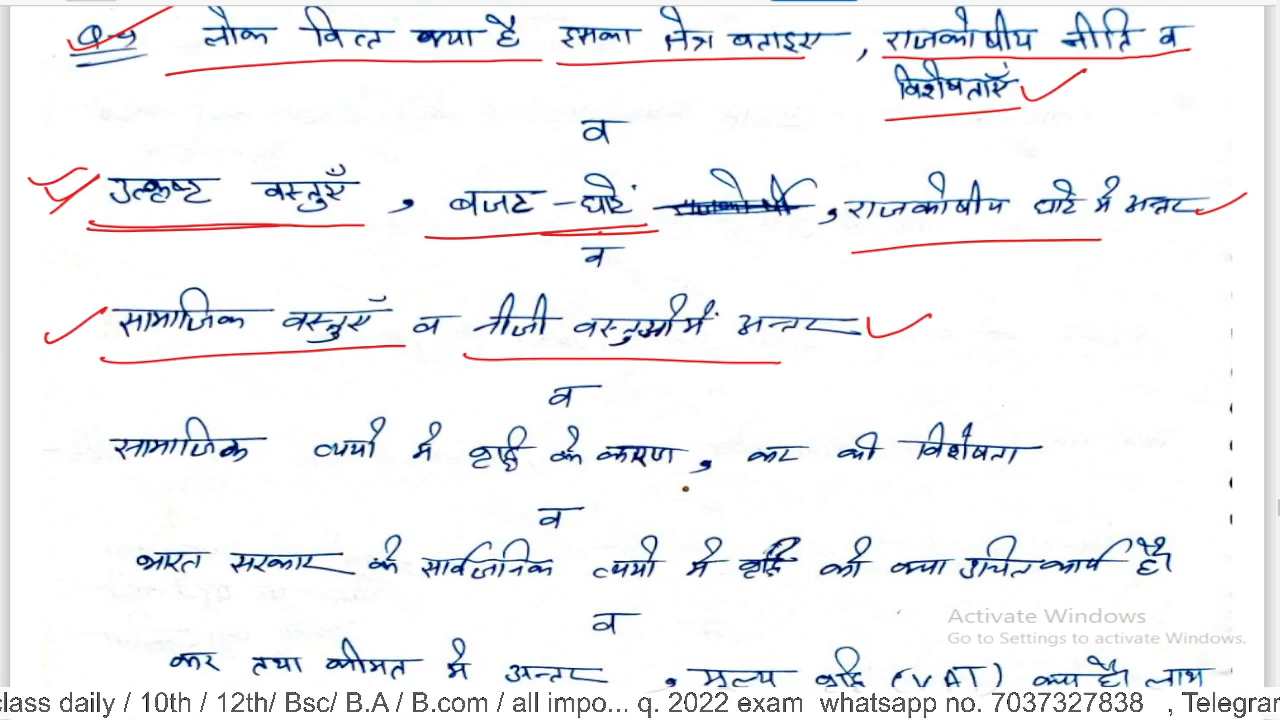 Q→ लोक वित्त क्या है इसका क्षेत्र बताइए, राजकोषीय नीति व
विशेषताएँ
व
उत्कृष्ट वस्तुएँ, बजट - घाटे, राजकोषीय घाटे मे अन्तर
व
सामाजिक वस्तुएँ व नीजी वस्तुओं में अन्तर
व
सामाजिक व्ययो मे वृद्धि के कारण, कर की विशेषता
व
भारत सरकार के सार्वजनिक व्ययो मे वृद्धि की क्या उचित कार्य है।
व
कर तथा कीमत मे अन्तर, मूल्य वृद्धि (VAT) क्या है। लाभ
Activate Windows
Go to Settings to activate Windows.
class daily / 10th / 12th/ Bsc/ B.A / B.com / all impo... q. 2022 exam whatsapp no. 7037327838 , Telegra